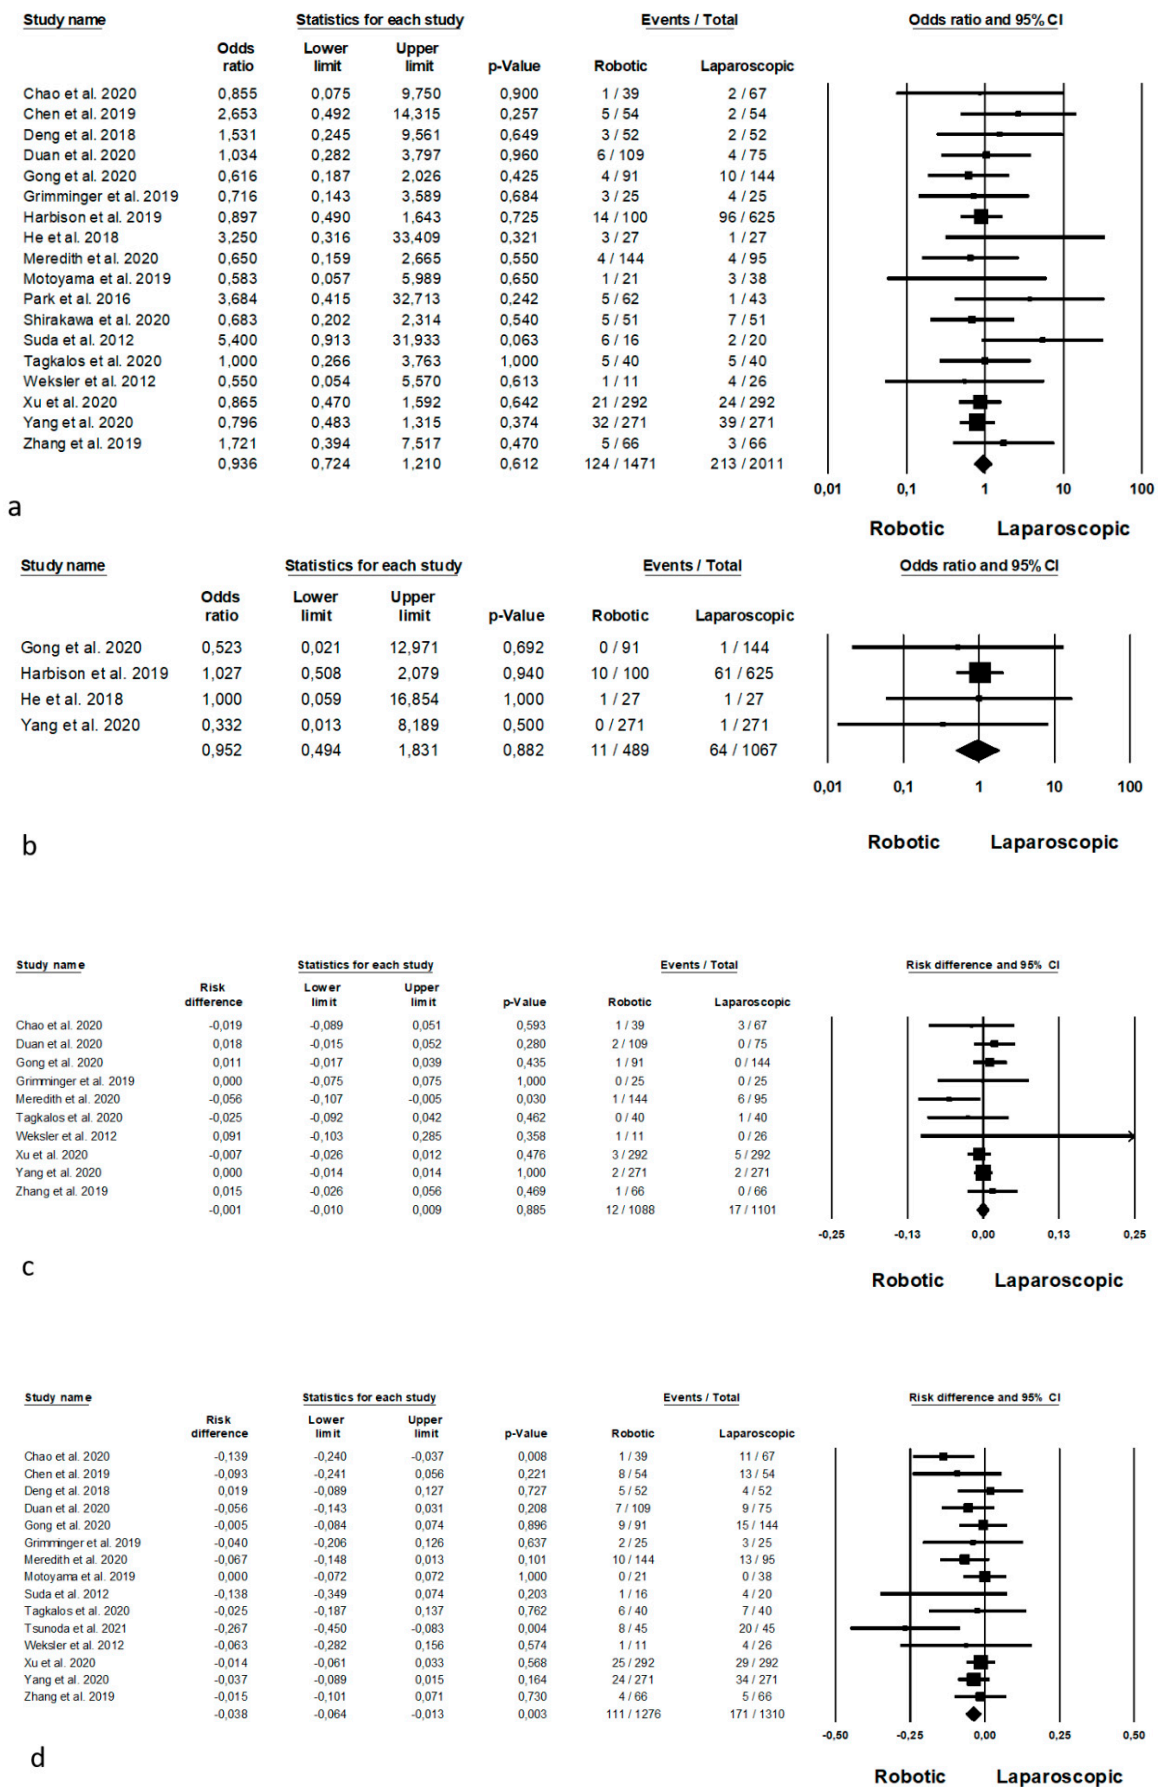 Study name Statistics for each study Events / Total Odds ratio and 95% CI
Odds ratio Lower limit Upper limit p-Value Robotic Laparoscopic
Chao et al. 2020 0,855 0,075 9,750 0,900 1 / 39 2 / 67
Chen et al. 2019 2,653 0,492 14,315 0,257 5 / 54 2 / 54
Deng et al. 2018 1,531 0,245 9,561 0,649 3 / 52 2 / 52
Duan et al. 2020 1,034 0,282 3,797 0,960 6 / 109 4 / 75
Gong et al. 2020 0,616 0,187 2,026 0,425 4 / 91 10 / 144
Grimminger et al. 2019 0,716 0,143 3,589 0,684 3 / 25 4 / 25
Harbison et al. 2019 0,897 0,490 1,643 0,725 14 / 100 96 / 625
He et al. 2018 3,250 0,316 33,409 0,321 3 / 27 1 / 27
Meredith et al. 2020 0,650 0,159 2,665 0,550 4 / 144 4 / 95
Motoyama et al. 2019 0,583 0,057 5,989 0,650 1 / 21 3 / 38
Park et al. 2016 3,684 0,415 32,713 0,242 5 / 62 1 / 43
Shirakawa et al. 2020 0,683 0,202 2,314 0,540 5 / 51 7 / 51
Suda et al. 2012 5,400 0,913 31,933 0,063 6 / 16 2 / 20
Tagkalos et al. 2020 1,000 0,266 3,763 1,000 5 / 40 5 / 40
Weksler et al. 2012 0,550 0,054 5,570 0,613 1 / 11 4 / 26
Xu et al. 2020 0,865 0,470 1,592 0,642 21 / 292 24 / 292
Yang et al. 2020 0,796 0,483 1,315 0,374 32 / 271 39 / 271
Zhang et al. 2019 1,721 0,394 7,517 0,470 5 / 66 3 / 66
0,936 0,724 1,210 0,612 124 / 1471 213 / 2011
0,01 0,1 1 10 100
a
Robotic Laparoscopic
Study name Statistics for each study Events / Total Odds ratio and 95% CI
Odds ratio Lower limit Upper limit p-Value Robotic Laparoscopic
Gong et al. 2020 0,523 0,021 12,971 0,692 0 / 91 1 / 144
Harbison et al. 2019 1,027 0,508 2,079 0,940 10 / 100 61 / 625
He et al. 2018 1,000 0,059 16,854 1,000 1 / 27 1 / 27
Yang et al. 2020 0,332 0,013 8,189 0,500 0 / 271 1 / 271
0,952 0,494 1,831 0,882 11 / 489 64 / 1067
0,01 0,1 1 10 100
b
Robotic Laparoscopic
Study name Statistics for each study Events / Total Risk difference and 95% CI
Risk difference Lower limit Upper limit p-Value Robotic Laparoscopic
Chao et al. 2020 -0,019 -0,089 0,051 0,593 1 / 39 3 / 67
Duan et al. 2020 0,018 -0,015 0,052 0,280 2 / 109 0 / 75
Gong et al. 2020 0,011 -0,017 0,039 0,435 1 / 91 0 / 144
Grimminger et al. 2019 0,000 -0,075 0,075 1,000 0 / 25 0 / 25
Meredith et al. 2020 -0,056 -0,107 -0,005 0,030 1 / 144 6 / 95
Tagkalos et al. 2020 -0,025 -0,092 0,042 0,462 0 / 40 1 / 40
Weksler et al. 2012 0,091 -0,103 0,285 0,358 1 / 11 0 / 26
Xu et al. 2020 -0,007 -0,026 0,012 0,476 3 / 292 5 / 292
Yang et al. 2020 0,000 -0,014 0,014 1,000 2 / 271 2 / 271
Zhang et al. 2019 0,015 -0,026 0,056 0,469 1 / 66 0 / 66
-0,001 -0,010 0,009 0,885 12 / 1088 17 / 1101
-0,25 -0,13 0,00 0,13 0,25
c
Robotic Laparoscopic
Study name Statistics for each study Events / Total Risk difference and 95% CI
Risk difference Lower limit Upper limit p-Value Robotic Laparoscopic
Chao et al. 2020 -0,139 -0,240 -0,037 0,008 1 / 39 11 / 67
Chen et al. 2019 -0,093 -0,241 0,056 0,221 8 / 54 13 / 54
Deng et al. 2018 0,019 -0,089 0,127 0,727 5 / 52 4 / 52
Duan et al. 2020 -0,056 -0,143 0,031 0,208 7 / 109 9 / 75
Gong et al. 2020 -0,005 -0,084 0,074 0,896 9 / 91 15 / 144
Grimminger et al. 2019 -0,040 -0,206 0,126 0,637 2 / 25 3 / 25
Meredith et al. 2020 -0,067 -0,148 0,013 0,101 10 / 144 13 / 95
Motoyama et al. 2019 0,000 -0,072 0,072 1,000 0 / 21 0 / 38
Suda et al. 2012 -0,138 -0,349 0,074 0,203 1 / 16 4 / 20
Tagkalos et al. 2020 -0,025 -0,187 0,137 0,762 6 / 40 7 / 40
Tsunoda et al. 2021 -0,267 -0,450 -0,083 0,004 8 / 45 20 / 45
Weksler et al. 2012 -0,063 -0,282 0,156 0,574 1 / 11 4 / 26
Xu et al. 2020 -0,014 -0,061 0,033 0,568 25 / 292 29 / 292
Yang et al. 2020 -0,037 -0,089 0,015 0,164 24 / 271 34 / 271
Zhang et al. 2019 -0,015 -0,101 0,071 0,730 4 / 66 5 / 66
-0,038 -0,064 -0,013 0,003 111 / 1276 171 / 1310
-0,50 -0,25 0,00 0,25 0,50
d
Robotic Laparoscopic